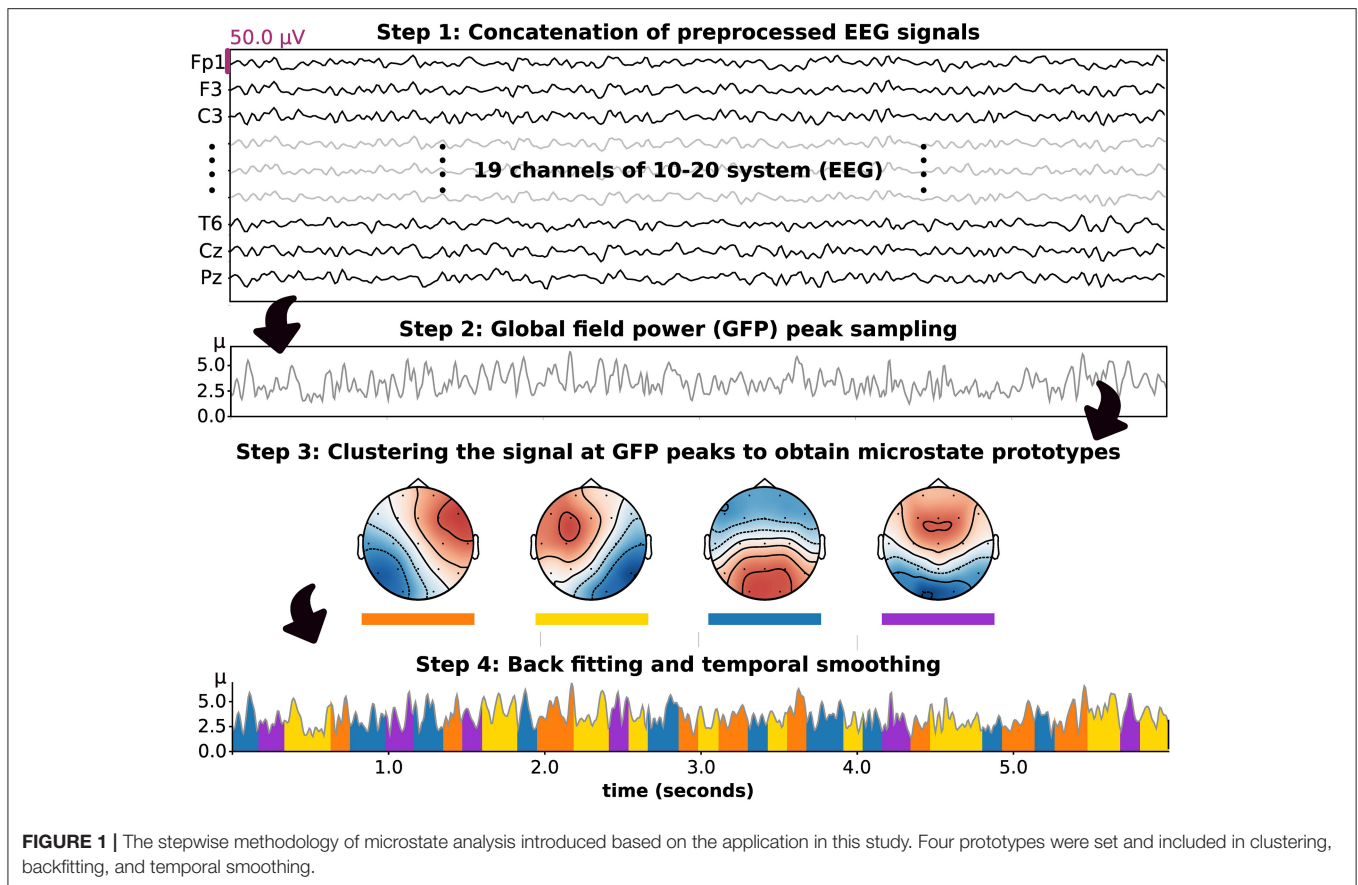 Step 1: Concatenation of preprocessed EEG signals
50.0 µV
Fp1
F3
C3
19 channels of 10-20 system (EEG)
T6
Cz
Pz
Step 2: Global field power (GFP) peak sampling
µ
5.0
2.5
0.0
Step 3: Clustering the signal at GFP peaks to obtain microstate prototypes
Step 4: Back fitting and temporal smoothing
µ
5.0
2.5
0.0
1.0 2.0 3.0 4.0 5.0
time (seconds)
FIGURE 1 | The stepwise methodology of microstate analysis introduced based on the application in this study. Four prototypes were set and included in clustering,
backfitting, and temporal smoothing.